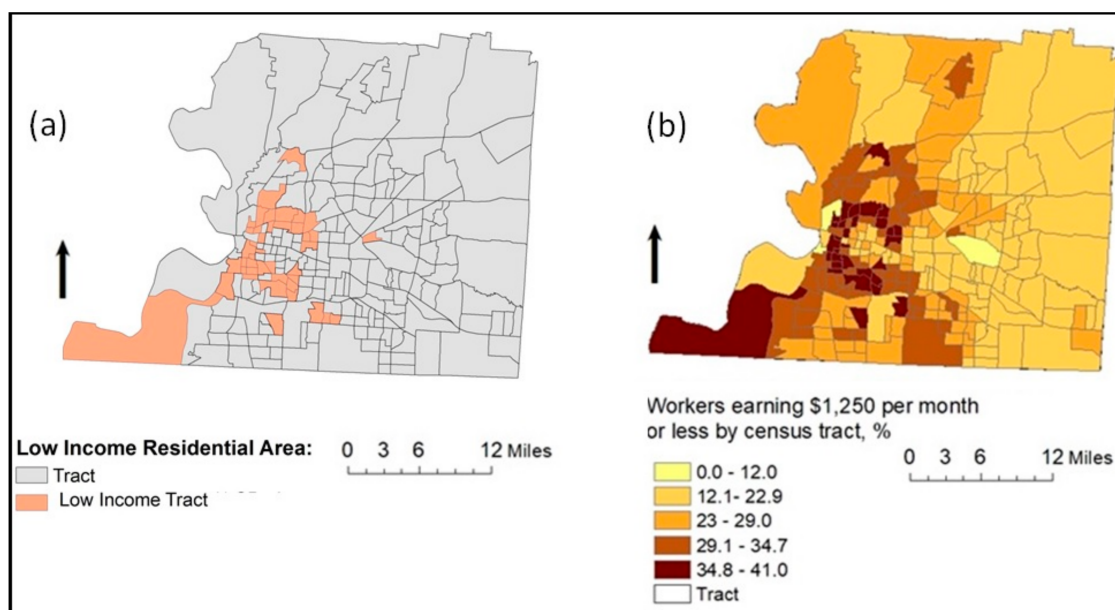 (a)
Low Income Residential Area:
Tract
Low Income Tract
0 3 6 12 Miles
(b)
Workers earning $1,250 per month
or less by census tract, %
0.0 - 12.0
12.1- 22.9
23 - 29.0
29.1 - 34.7
34.8 - 41.0
Tract
0 3 6 12 Miles